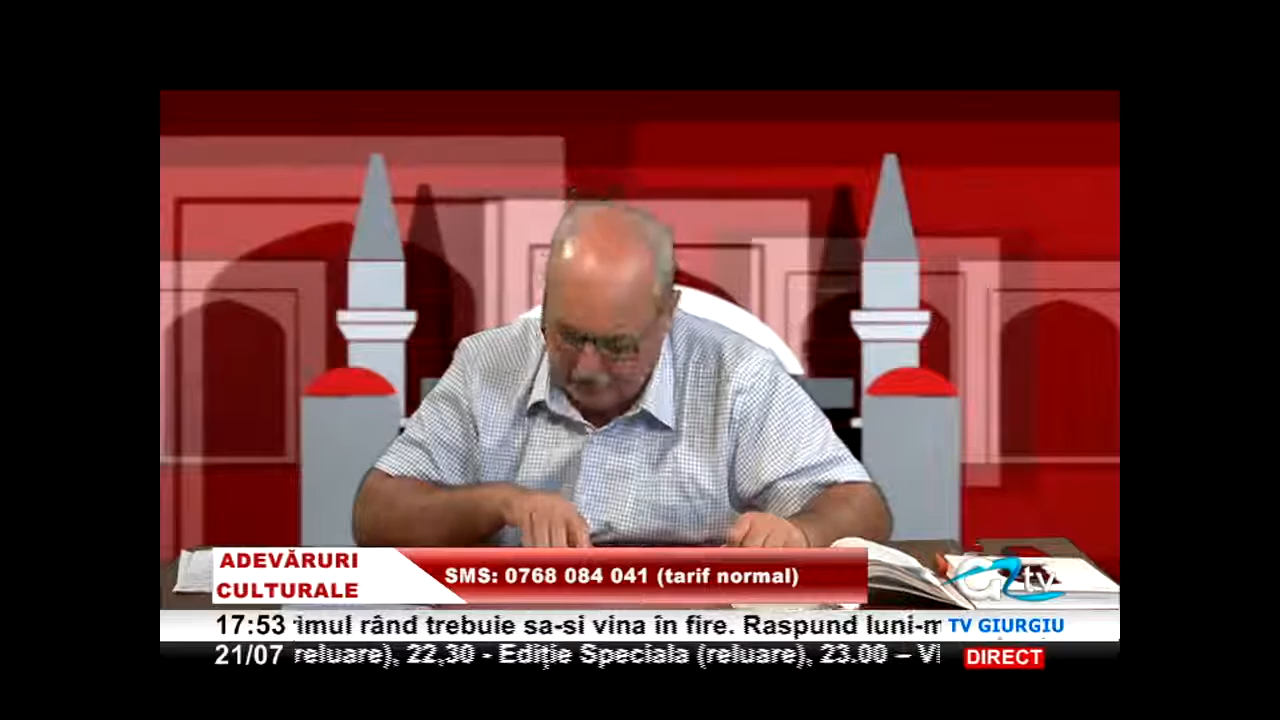 ADEVĂRURI
CULTURALE
SMS: 0768 084 041 (tarif normal)
G2tv
17:53 imul rând trebuie sa-si vina în fire. Raspund luni-m TV GIURGIU
21/07 reluare), 22,30 - Ediție Speciala (reluare), 23.00 – DIRECT